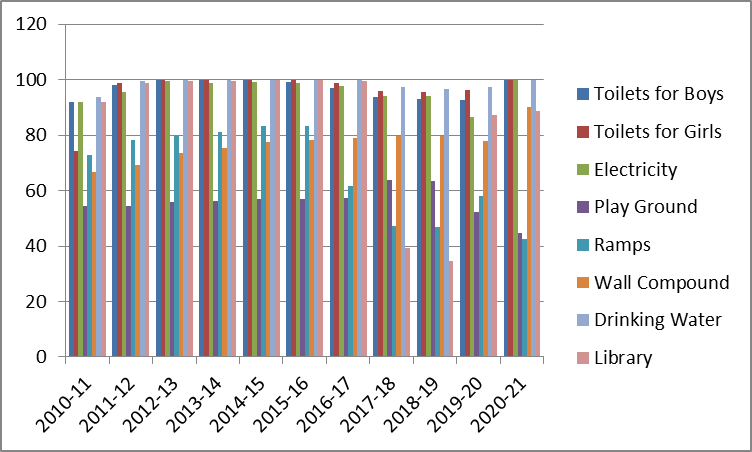 120
100
80
60
40
20
0
2010-11
2011-12
2012-13
2013-14
2014-15
2015-16
2016-17
2017-18
2018-19
2019-20
2020-21
Toilets for Boys
Toilets for Girls
Electricity
Play Ground
Ramps
Wall Compound
Drinking Water
Library